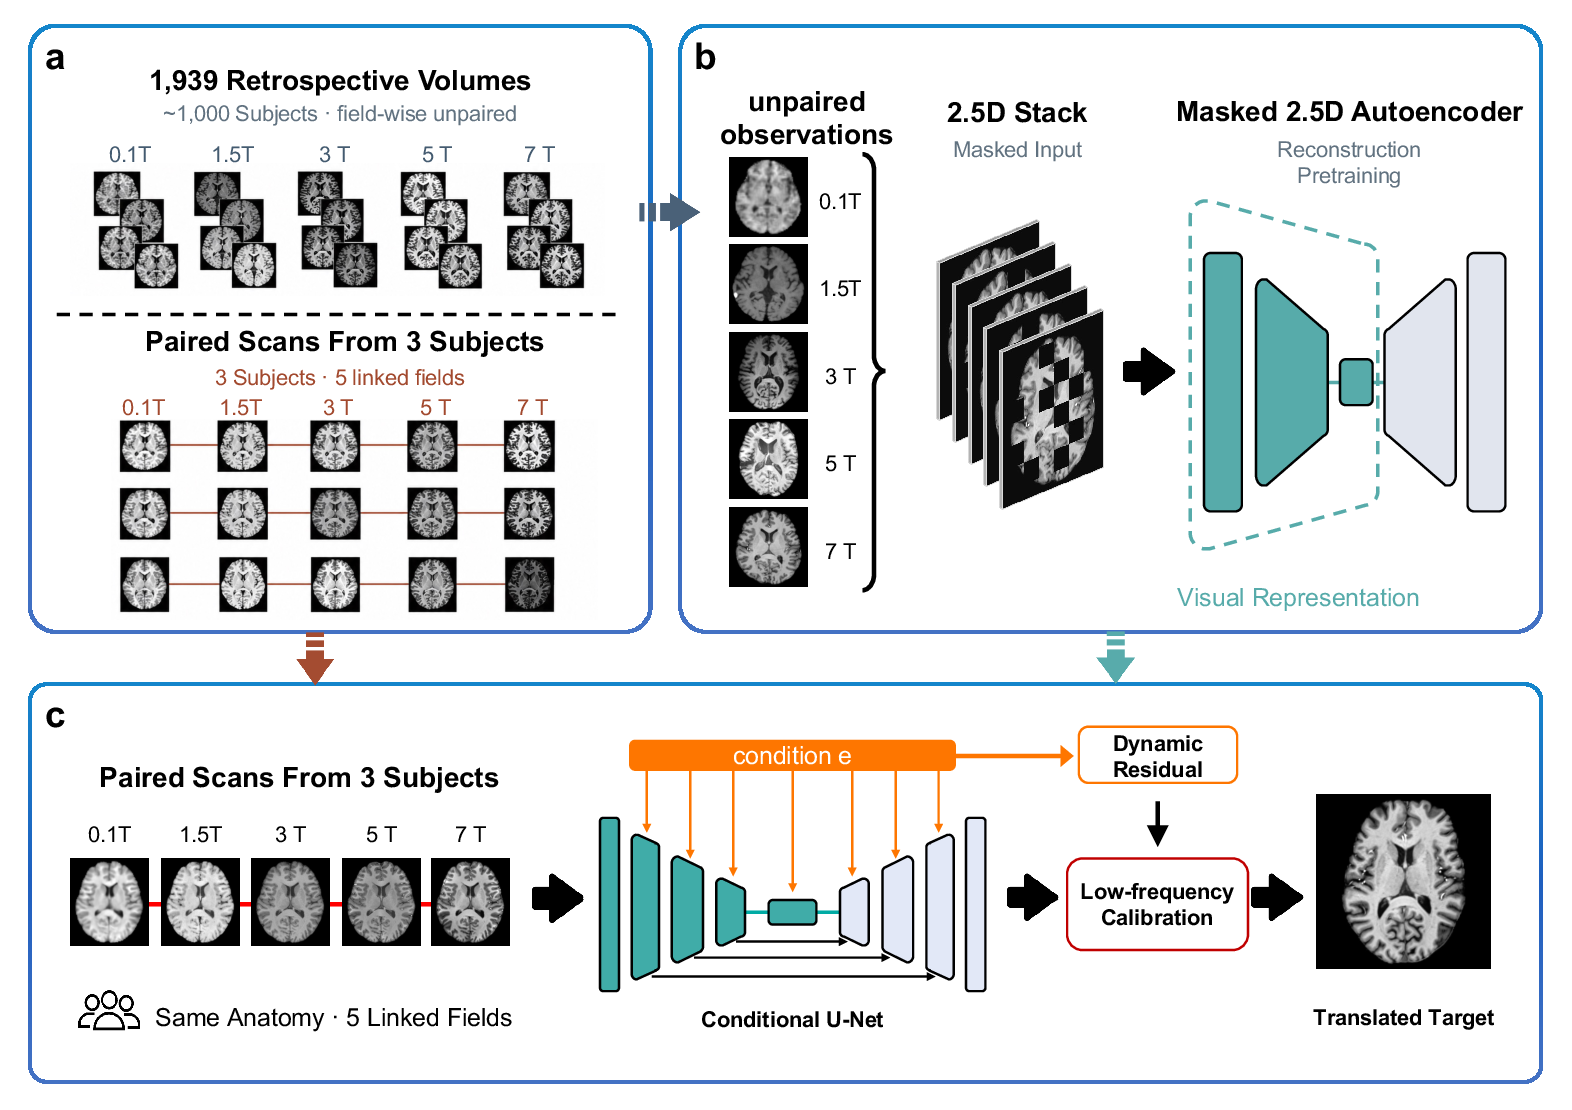 a
1,939 Retrospective Volumes
~1,000 Subjects · field-wise unpaired
0.1T 1.5T 3 T 5 T 7 T
Paired Scans From 3 Subjects
3 Subjects · 5 linked fields
0.1T 1.5T 3 T 5 T 7 T
b
unpaired
observations
0.1T
1.5T
3 T
5 T
7 T
2.5D Stack
Masked Input
Masked 2.5D Autoencoder
Reconstruction
Pretraining
Visual Representation
c
Paired Scans From 3 Subjects
0.1T 1.5T 3 T 5 T 7 T
Same Anatomy · 5 Linked Fields
condition e
Conditional U-Net
Dynamic
Residual
Low-frequency
Calibration
Translated Target